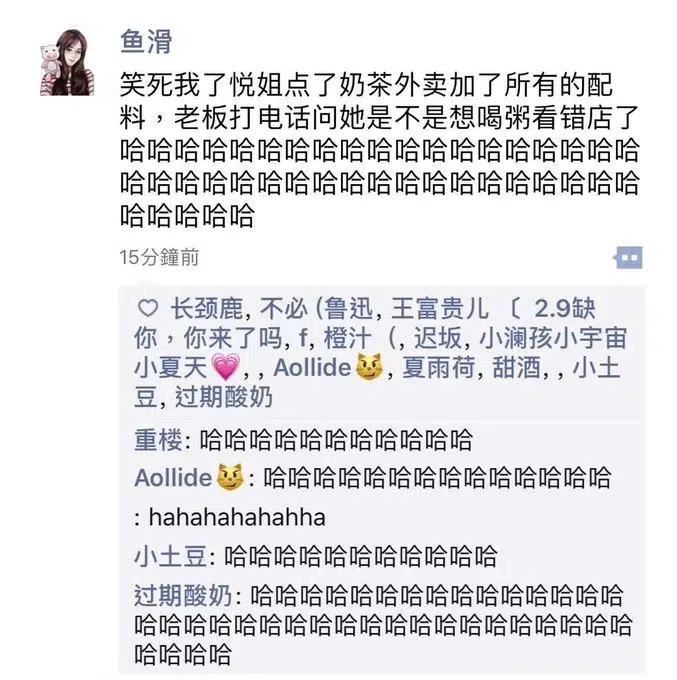 鱼滑
笑死我了悦姐点了奶茶外卖加了所有的配
料，老板打电话问她是不是想喝粥看错店了
哈哈哈哈哈哈哈哈哈哈哈哈哈哈哈哈哈哈哈
哈哈哈哈哈哈哈哈哈哈哈哈哈哈哈哈哈哈哈
哈哈哈哈哈
15分鐘前
♡ 长颈鹿, 不必 (鲁迅, 王富贵儿 〔 2.9缺
你，你来了吗, f, 橙汁（, 迟坂, 小澜孩小宇宙
小夏天💗, , Aollide😼, 夏雨荷, 甜酒, , 小土
豆, 过期酸奶
重楼: 哈哈哈哈哈哈哈哈哈哈哈
Aollide😼: 哈哈哈哈哈哈哈哈哈哈哈哈哈哈
: hahahahahahha
小土豆: 哈哈哈哈哈哈哈哈哈哈哈
过期酸奶: 哈哈哈哈哈哈哈哈哈哈哈哈哈哈哈
哈哈哈哈哈哈哈哈哈哈哈哈哈哈哈哈哈哈哈哈
哈哈哈哈